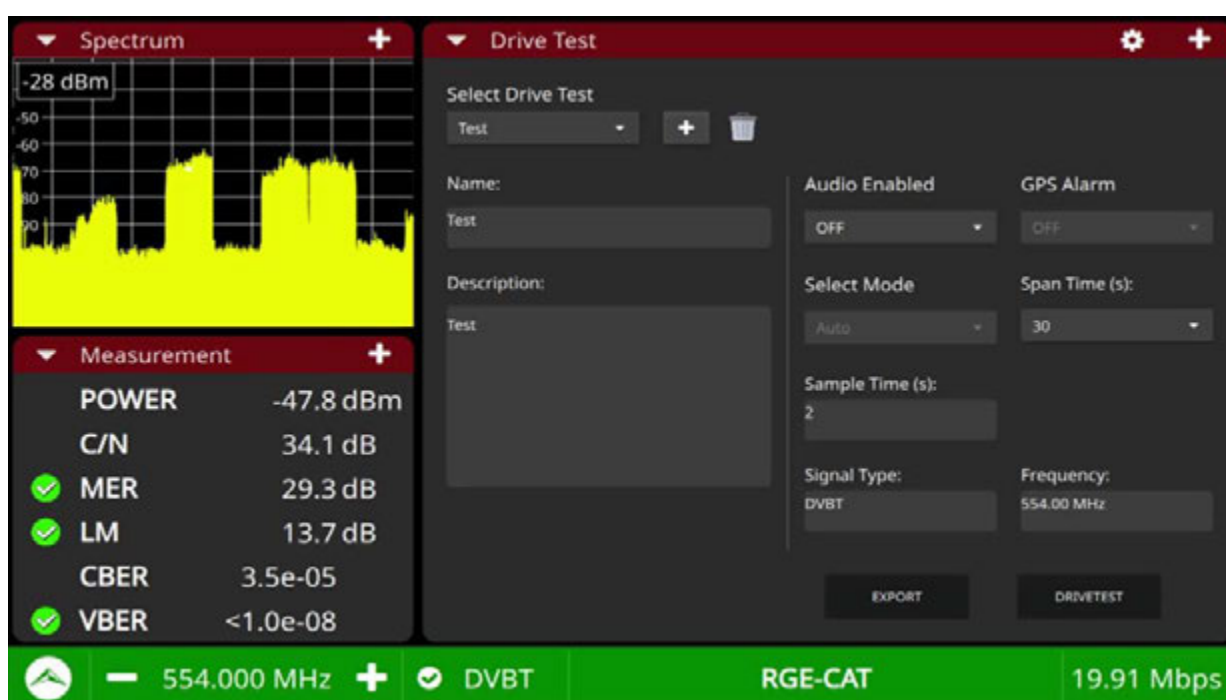 Spectrum
-28 dBm
-50
-60
70
80
90
Measurement
POWER -47.8 dBm
C/N 34.1 dB
MER 29.3 dB
LM 13.7 dB
CBER 3.5e-05
VBER <1.0e-08
Drive Test
Select Drive Test
Test
Name:
Test
Description:
Test
Audio Enabled GPS Alarm
OFF OFF
Select Mode Span Time (s):
Auto 30
Sample Time (s):
2
Signal Type: Frequency:
DVBT 554.00 MHz
EXPORT DRIVETEST
554.000 MHz DVBT RGE-CAT 19.91 Mbps